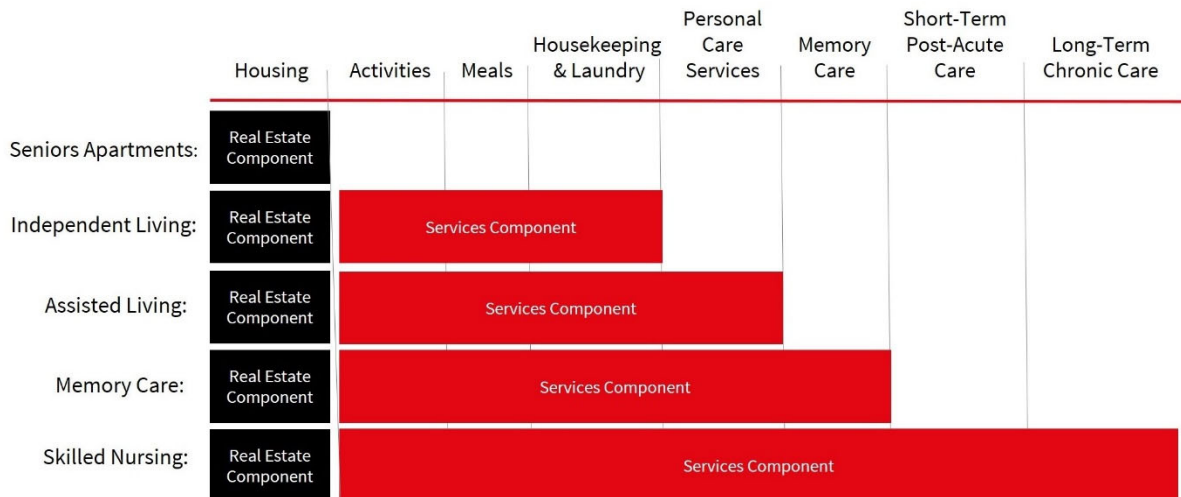 Housing
Activities
Meals
Housekeeping
& Laundry
Personal
Care
Services
Memory
Care
Short-Term
Post-Acute
Care
Long-Term
Chronic Care
Seniors Apartments:
Real Estate
Component
Independent Living:
Real Estate
Component
Services Component
Assisted Living:
Real Estate
Component
Services Component
Memory Care:
Real Estate
Component
Services Component
Skilled Nursing:
Real Estate
Component
Services Component